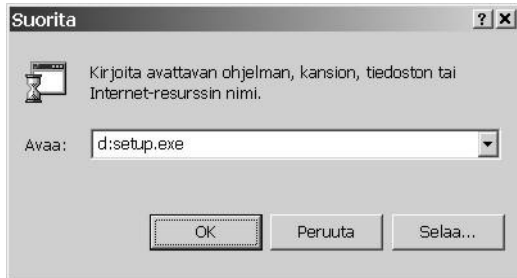 Suorita
Kirjoita avattavan ohjelman, kansion, tiedoston tai
Internet-resurssin nimi.
Avaa: d:setup.exe
OK Peruuta Selaa...